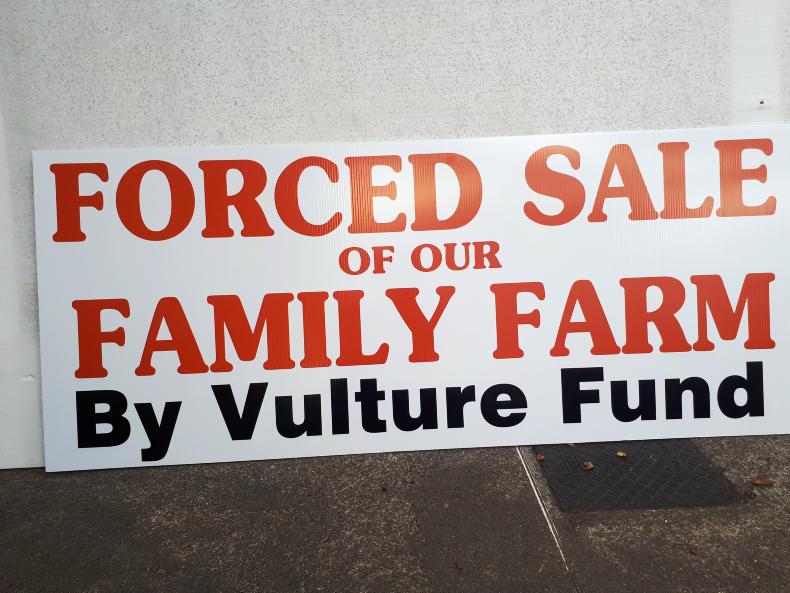 FORCED SALE
OF OUR
FAMILY FARM
By Vulture Fund